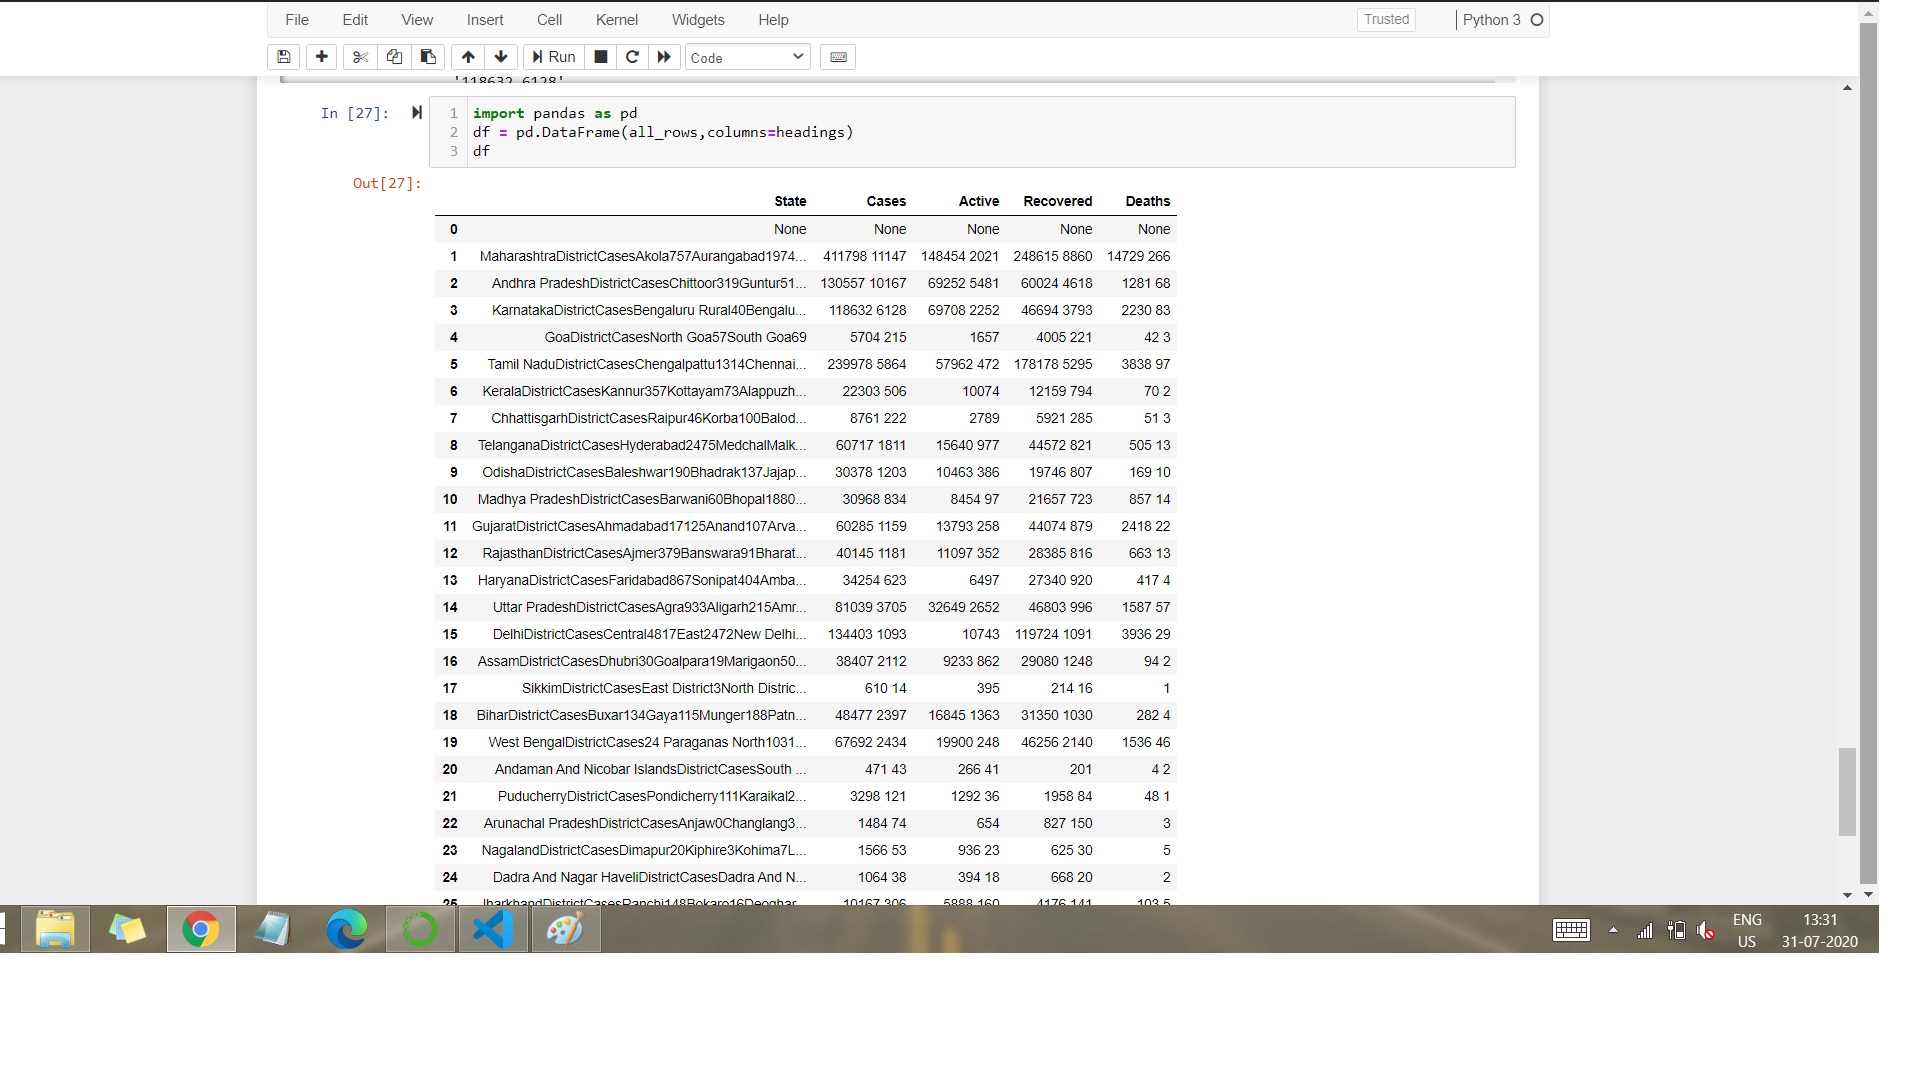 File Edit View Insert Cell Kernel Widgets Help Trusted Python 3
Run Code
'118632 6128'
In [27]: 1 import pandas as pd
2 df = pd.DataFrame(all_rows,columns=headings)
3 df
Out[27]:
State Cases Active Recovered Deaths
0 None None None None None
1 MaharashtraDistrictCasesAkola757Aurangabad1974... 411798 11147 148454 2021 248615 8860 14729 266
2 Andhra PradeshDistrictCasesChittoor319Guntur51... 130557 10167 69252 5481 60024 4618 1281 68
3 KarnatakaDistrictCasesBengaluru Rural40Bengalu... 118632 6128 69708 2252 46694 3793 2230 83
4 GoaDistrictCasesNorth Goa57South Goa69 5704 215 1657 4005 221 42 3
5 Tamil NaduDistrictCasesChengalpattu1314Chennai... 239978 5864 57962 472 178178 5295 3838 97
6 KeralaDistrictCasesKannur357Kottayam73Alappuzh... 22303 506 10074 12159 794 70 2
7 ChhattisgarhDistrictCasesRaipur46Korba100Balod... 8761 222 2789 5921 285 51 3
8 TelanganaDistrictCasesHyderabad2475MedchalMalk... 60717 1811 15640 977 44572 821 505 13
9 OdishaDistrictCasesBaleshwar190Bhadrak137Jajap... 30378 1203 10463 386 19746 807 169 10
10 Madhya PradeshDistrictCasesBarwani60Bhopal1880... 30968 834 8454 97 21657 723 857 14
11 GujaratDistrictCasesAhmadabad17125Anand107Arva... 60285 1159 13793 258 44074 879 2418 22
12 RajasthanDistrictCasesAjmer379Banswara91Bharat... 40145 1181 11097 352 28385 816 663 13
13 HaryanaDistrictCasesFaridabad867Sonipat404Amba... 34254 623 6497 27340 920 417 4
14 Uttar PradeshDistrictCasesAgra933Aligarh215Amr... 81039 3705 32649 2652 46803 996 1587 57
15 DelhiDistrictCasesCentral4817East2472New Delhi... 134403 1093 10743 119724 1091 3936 29
16 AssamDistrictCasesDhubri30Goalpara19Marigaon50... 38407 2112 9233 862 29080 1248 94 2
17 SikkimDistrictCasesEast District3North Distric... 610 14 395 214 16 1
18 BiharDistrictCasesBuxar134Gaya115Munger188Patn... 48477 2397 16845 1363 31350 1030 282 4
19 West BengalDistrictCases24 Paraganas North1031... 67692 2434 19900 248 46256 2140 1536 46
20 Andaman And Nicobar IslandsDistrictCasesSouth ... 471 43 266 41 201 4 2
21 PuducherryDistrictCasesPondicherry111Karaikal2... 3298 121 1292 36 1958 84 48 1
22 Arunachal PradeshDistrictCasesAnjaw0Changlang3... 1484 74 654 827 150 3
23 NagalandDistrictCasesDimapur20Kiphire3Kohima7L... 1566 53 936 23 625 30 5
24 Dadra And Nagar HaveliDistrictCasesDadra And N... 1064 38 394 18 668 20 2
25 JharkhandDistrictCasesRanchi148Bokaro16Deoghar... 10167 306 5888 160 4176 141 103 5
ENG 13:31
US 31-07-2020